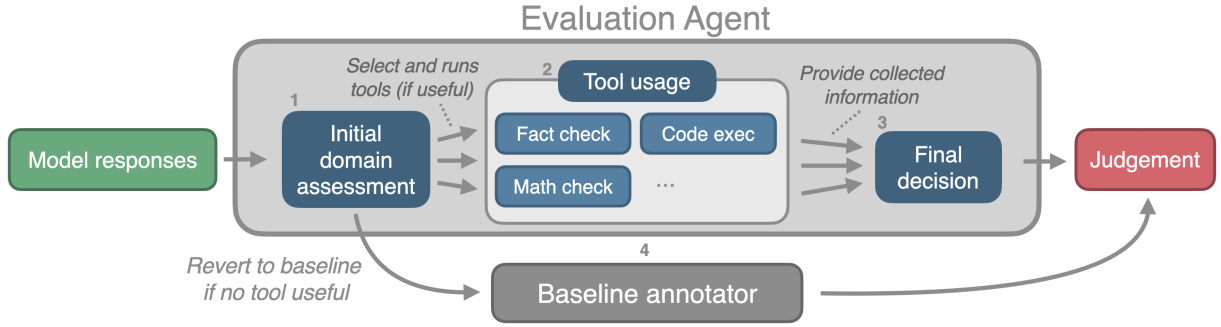 Evaluation Agent
Model responses
1
Initial
domain
assessment
Select and runs
tools (if useful)
2
Tool usage
Fact check
Code exec
Math check
...
Provide collected
information
3
Final
decision
Judgement
Revert to baseline
if no tool useful
4
Baseline annotator